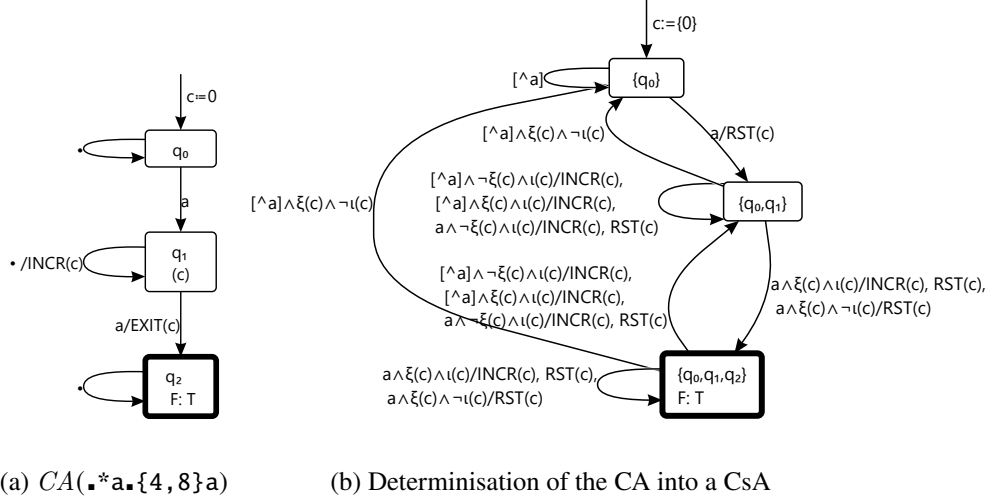 c:=0
q₀
•
a
q₁
(c)
• /INCR(c)
a/EXIT(c)
q₂
F: T
•
c:={0}
{q₀}
[^a]
a/RST(c)
[^a]∧ξ(c)∧¬ι(c)
[^a]∧¬ξ(c)∧ι(c)/INCR(c),
[^a]∧ξ(c)∧ι(c)/INCR(c),
a∧¬ξ(c)∧ι(c)/INCR(c), RST(c)
{q₀,q₁}
[^a]∧ξ(c)∧¬ι(c)
[^a]∧¬ξ(c)∧ι(c)/INCR(c),
[^a]∧ξ(c)∧ι(c)/INCR(c),
a∧¬ξ(c)∧ι(c)/INCR(c), RST(c)
a∧ξ(c)∧ι(c)/INCR(c), RST(c),
a∧ξ(c)∧¬ι(c)/RST(c)
a∧ξ(c)∧ι(c)/INCR(c), RST(c),
a∧ξ(c)∧¬ι(c)/RST(c)
{q₀,q₁,q₂}
F: T
(a) CA(.*a.{4,8}a)
(b) Determinisation of the CA into a CsA